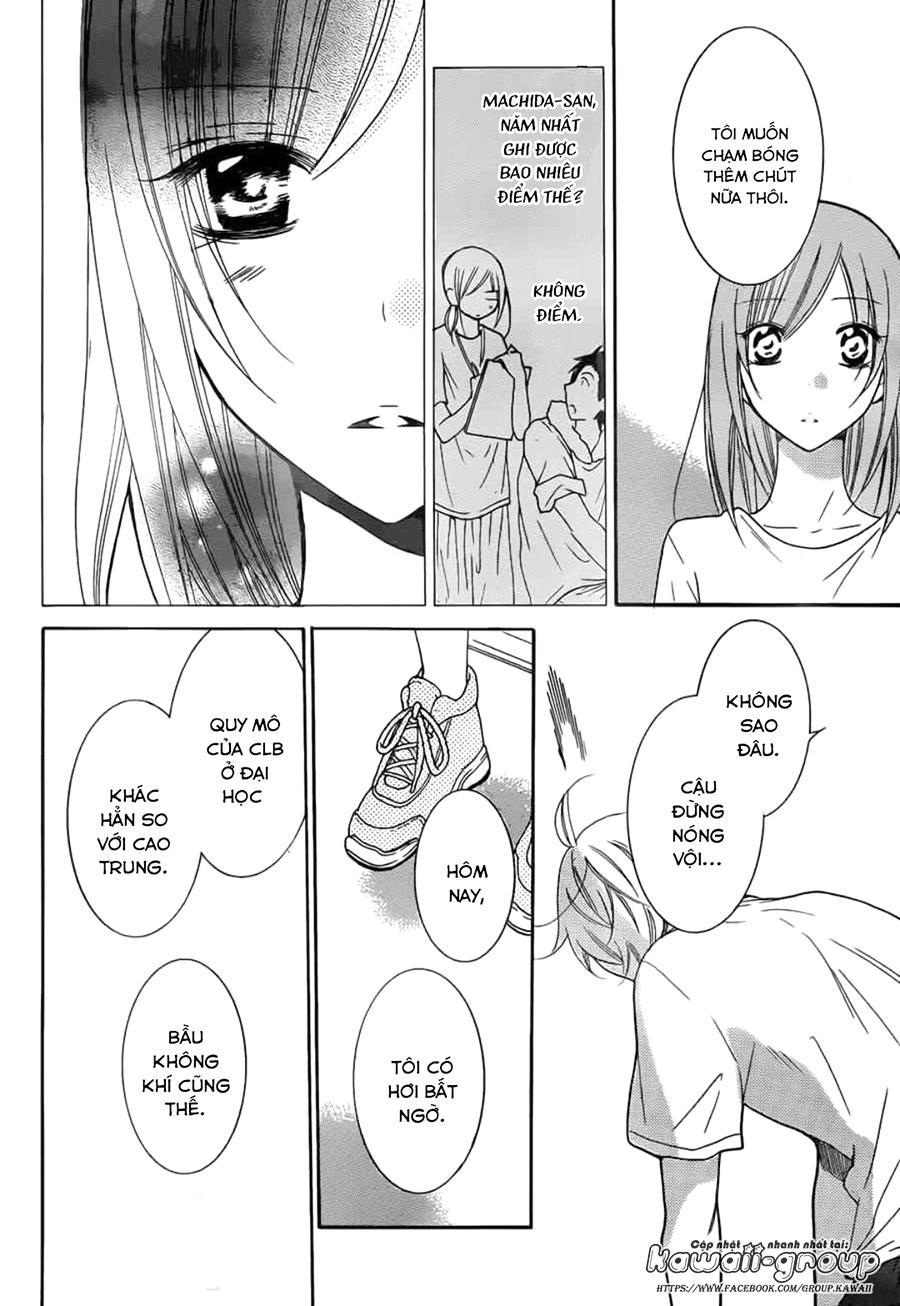 TÔI MUỐN
CHẠM BÓNG
THÊM CHÚT
NỮA THÔI.
MACHIDA-SAN,
NĂM NHẤT
GHI ĐƯỢC
BAO NHIÊU
ĐIỂM THẾ?
KHÔNG
ĐIỂM.
KHÔNG
SAO
ĐÂU.
CẬU
ĐỪNG
NÓNG
VỘI...
HÔM
NAY,
TÔI CÓ
HƠI BẤT
NGỜ.
QUY MÔ
CỦA CLB
Ở ĐẠI
HỌC
KHÁC
HẲN SO
VỚI CAO
TRUNG.
BẦU
KHÔNG
KHÍ CŨNG
THẾ.
Cập nhật nhanh nhất tại:
kawaii-group
HTTPS://WWW.FACEBOOK.COM/GROUP.KAWAII